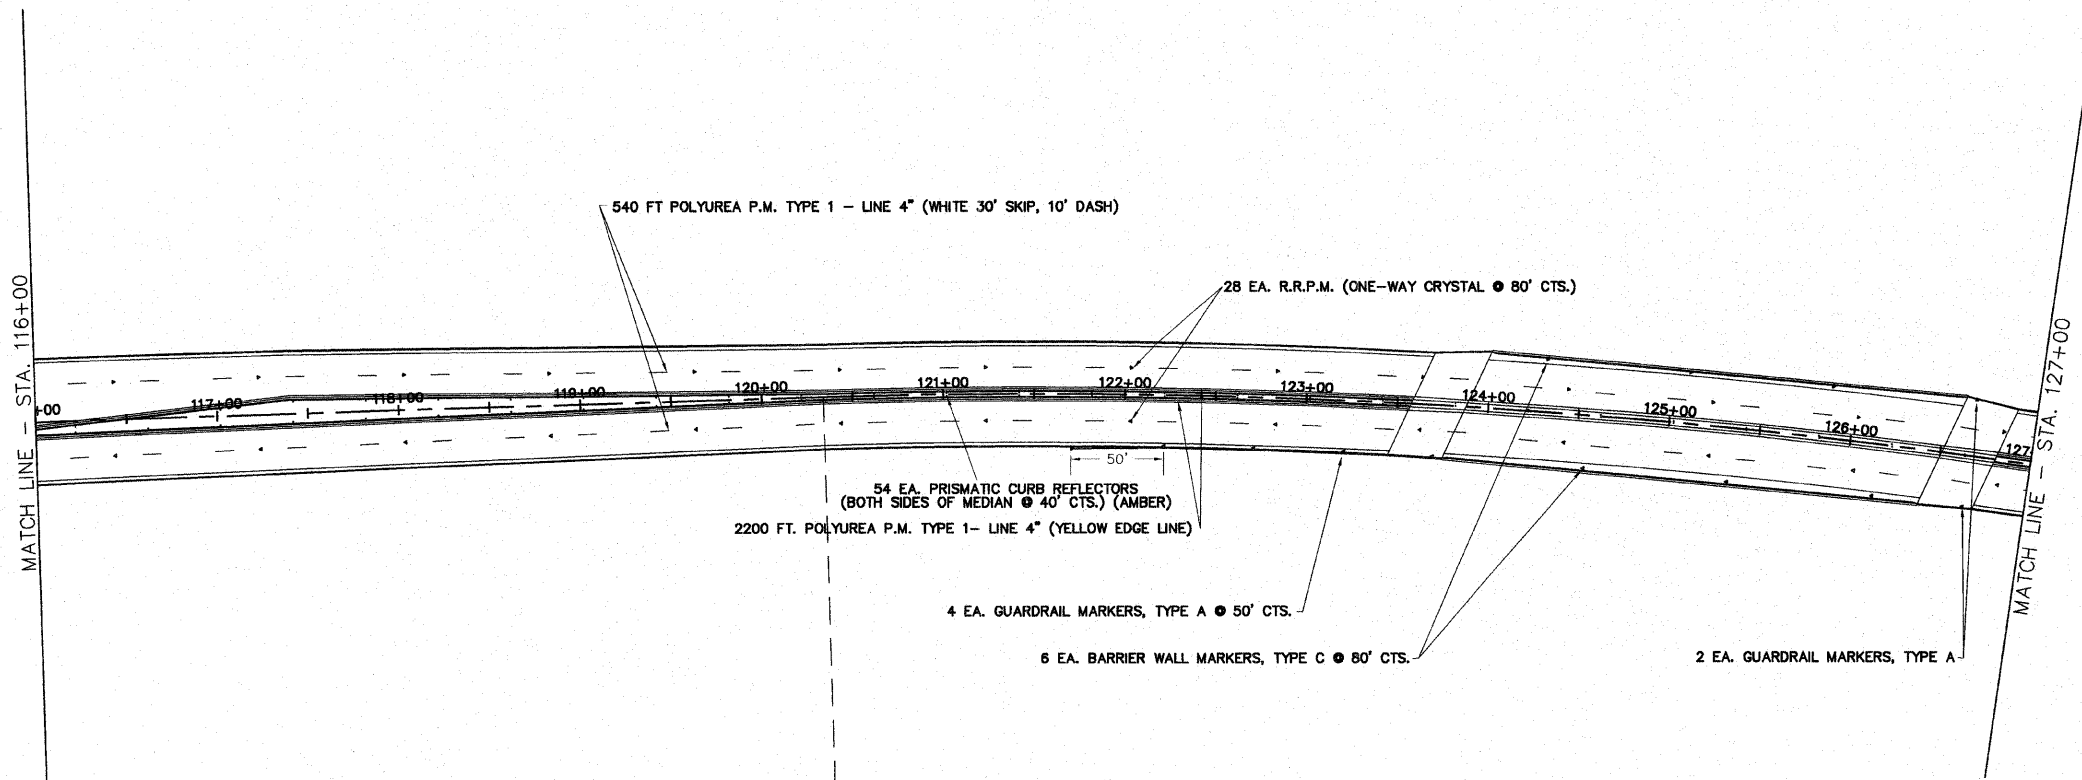 540 FT POLYUREA P.M. TYPE 1 – LINE 4" (WHITE 30' SKIP, 10' DASH)
28 EA. R.R.P.M. (ONE–WAY CRYSTAL @ 80' CTS.)
MATCH LINE – STA. 116+00
MATCH LINE – STA. 127+00
+00
117+00
118+00
119+00
120+00
121+00
122+00
123+00
124+00
125+00
126+00
127
50'
54 EA. PRISMATIC CURB REFLECTORS
(BOTH SIDES OF MEDIAN @ 40' CTS.) (AMBER)
2200 FT. POLYUREA P.M. TYPE 1– LINE 4" (YELLOW EDGE LINE)
4 EA. GUARDRAIL MARKERS, TYPE A @ 50' CTS.
6 EA. BARRIER WALL MARKERS, TYPE C @ 80' CTS.
2 EA. GUARDRAIL MARKERS, TYPE A